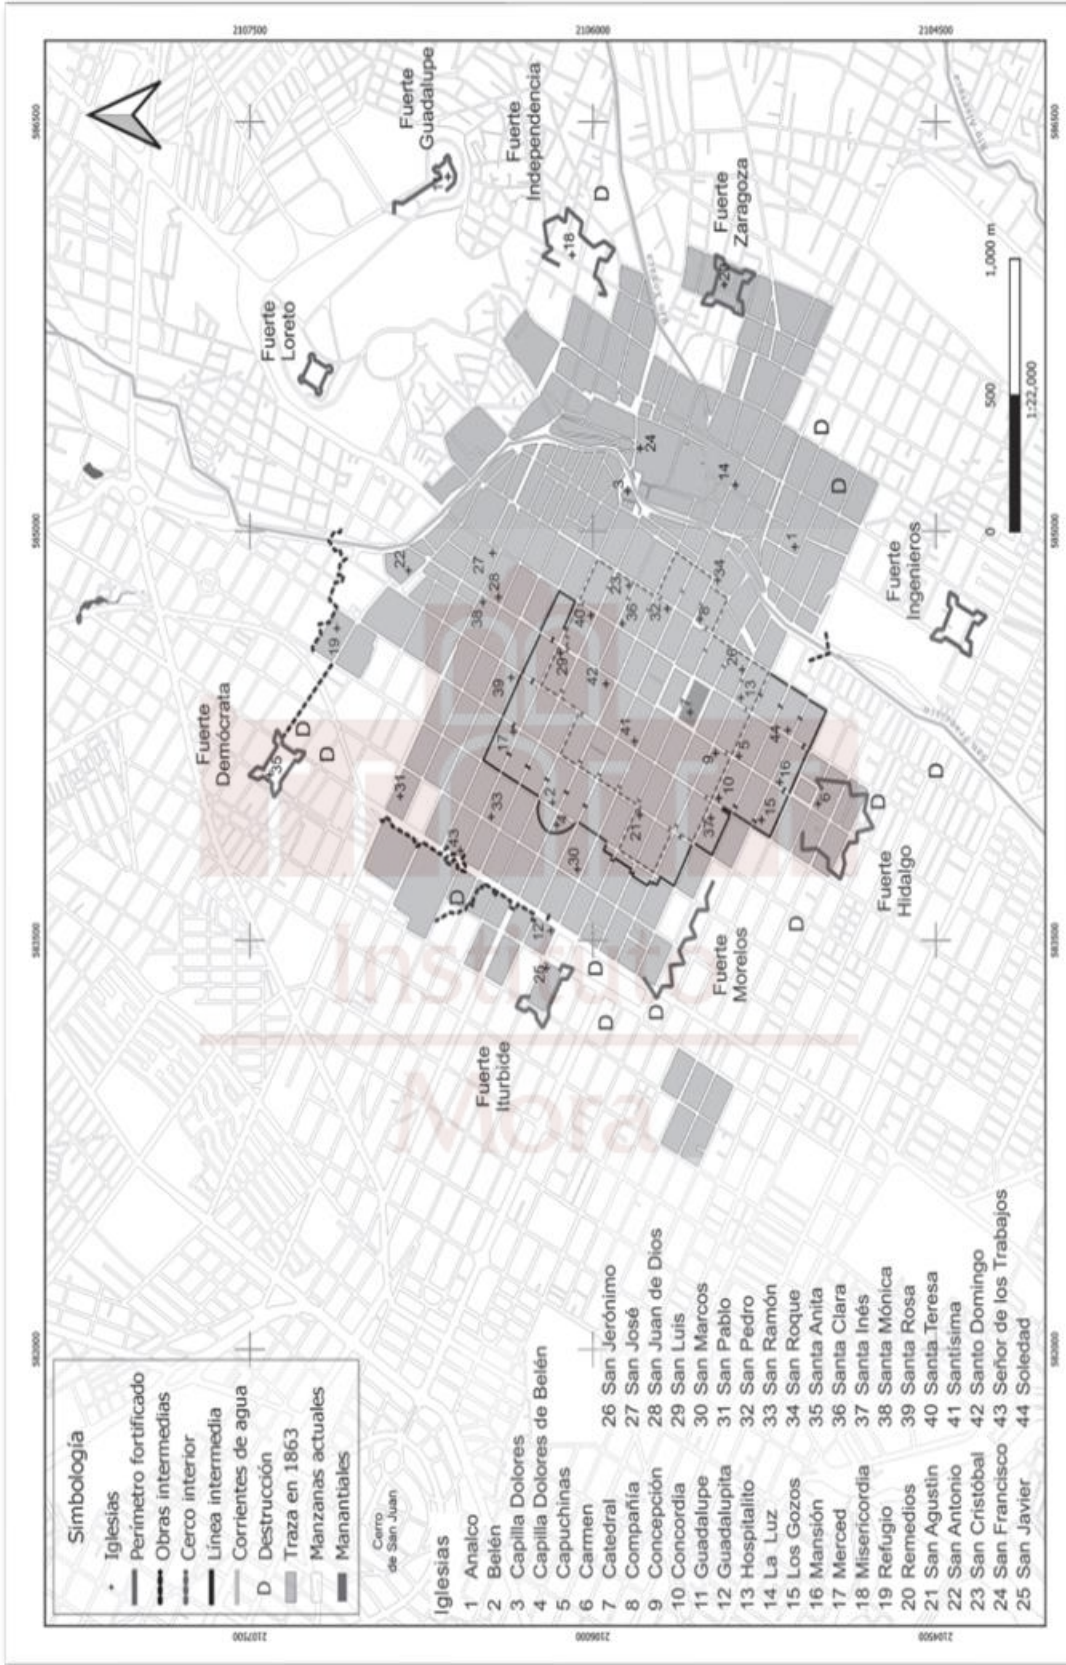 Simbología
Iglesias
Perímetro fortificado
Obras intermedias
Cerco interior
Línea intermedia
Corrientes de agua
D Destrucción
Traza en 1863
Manzanas actuales
Manantiales
Cerro
de San Juan
Iglesias
1 Analco
2 Belén
3 Capilla Dolores
4 Capilla Dolores de Belén
5 Capuchinas
6 Carmen
7 Catedral
8 Compañía
9 Concepción
10 Concordia
11 Guadalupe
12 Guadalupita
13 Hospitalito
14 La Luz
15 Los Gozos
16 Mansión
17 Merced
18 Misericordia
19 Refugio
20 Remedios
21 San Agustín
22 San Antonio
23 San Cristóbal
24 San Francisco
25 San Javier
26 San Jerónimo
27 San José
28 San Juan de Dios
29 San Luis
30 San Marcos
31 San Pablo
32 San Pedro
33 San Ramón
34 San Roque
35 Santa Anita
36 Santa Clara
37 Santa Inés
38 Santa Mónica
39 Santa Rosa
40 Santa Teresa
41 Santísima
42 Santo Domingo
43 Señor de los Trabajos
44 Soledad
Fuerte
Iturbide
Fuerte
Demócrata
Fuerte
Loreto
Fuerte
Guadalupe
Fuerte
Independencia
Fuerte
Zaragoza
Fuerte
Ingenieros
Fuerte
Hidalgo
Fuerte
Morelos
Instituto
Mora
0 500 1,000 m
1:22,000
2107500
2106000
2104500
583500
585000
586500